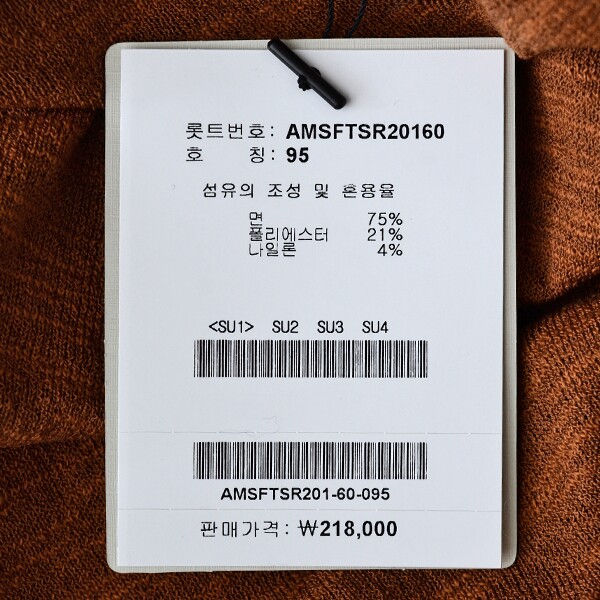 롯트번호: AMSFTSR20160
호 칭: 95
섬유의 조성 및 혼용율
면 75%
폴리에스터 21%
나일론 4%
<SU1> SU2 SU3 SU4
AMSFTSR201-60-095
판매가격: ₩218,000